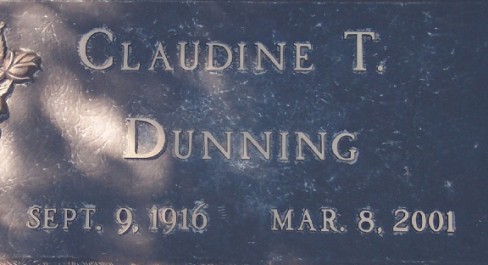 CLAUDINE T.
DUNNING
SEPT. 9, 1916 MAR. 8, 2001